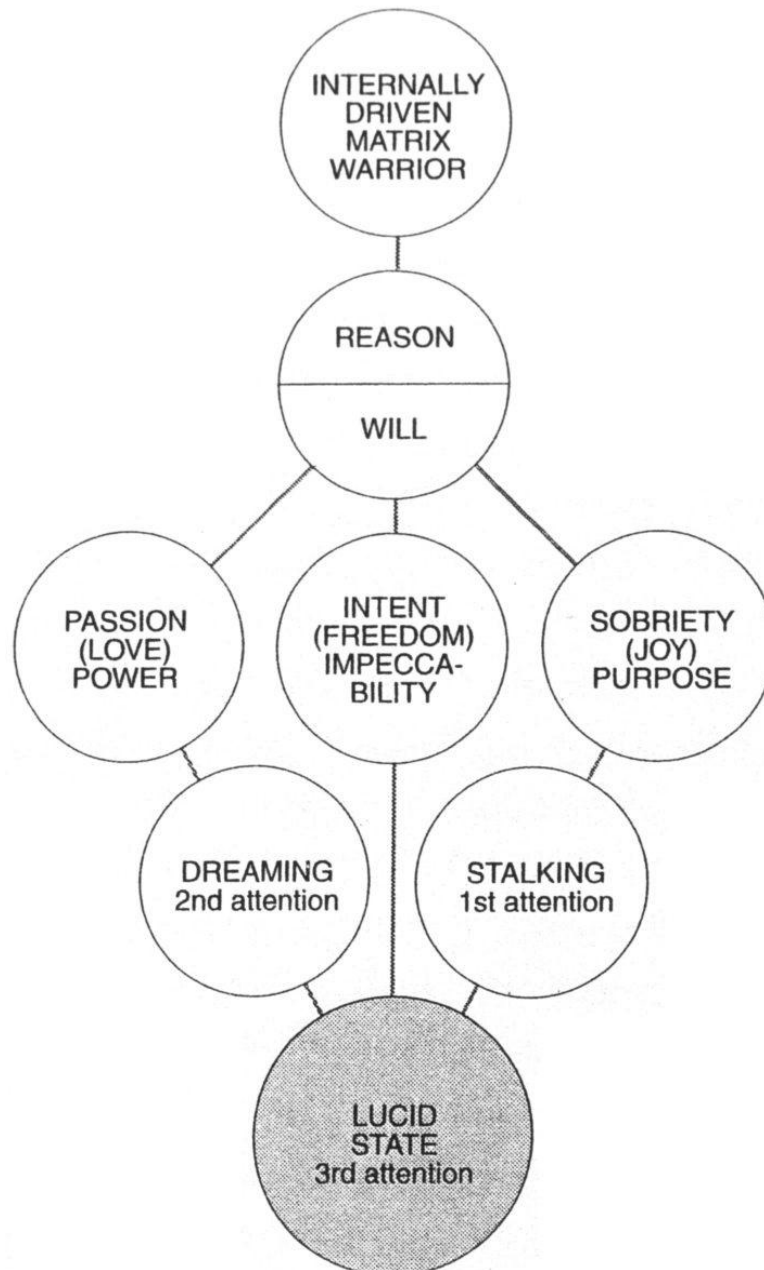 INTERNALLY
DRIVEN
MATRIX
WARRIOR
REASON
WILL
PASSION
(LOVE)
POWER
INTENT
(FREEDOM)
IMPECCA-
BILITY
SOBRIETY
(JOY)
PURPOSE
DREAMING
2nd attention
STALKING
1st attention
LUCID
STATE
3rd attention